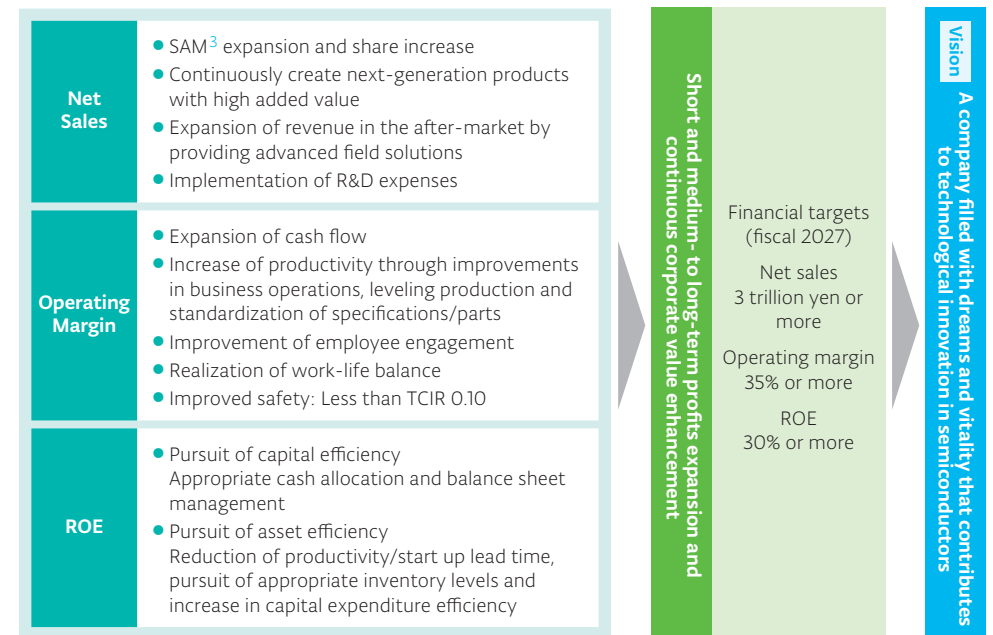 Net
Sales
● SAM3 expansion and share increase
● Continuously create next-generation products
with high added value
● Expansion of revenue in the after-market by
providing advanced field solutions
● Implementation of R&D expenses
Operating
Margin
● Expansion of cash flow
● Increase of productivity through improvements
in business operations, leveling production and
standardization of specifications/parts
● Improvement of employee engagement
● Realization of work-life balance
● Improved safety: Less than TCIR 0.10
ROE
● Pursuit of capital efficiency
Appropriate cash allocation and balance sheet
management
● Pursuit of asset efficiency
Reduction of productivity/start up lead time,
pursuit of appropriate inventory levels and
increase in capital expenditure efficiency
Short and medium- to long-term profits expansion and
continuous corporate value enhancement
Financial targets
(fiscal 2027)
Net sales
3 trillion yen or
more
Operating margin
35% or more
ROE
30% or more
Vision
A company filled with dreams and vitality that contributes
to technological innovation in semiconductors